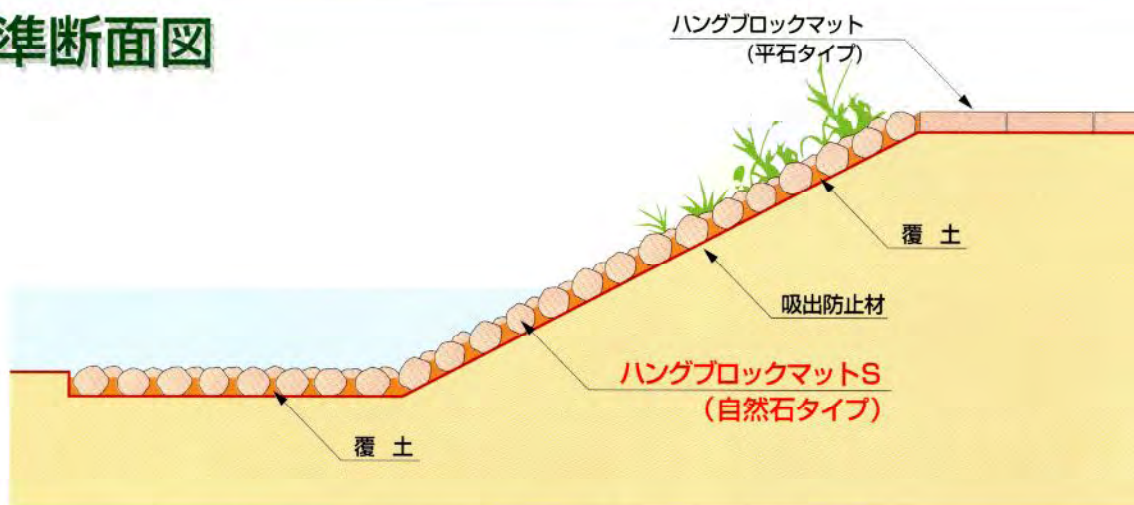 準断面図
ハングブロックマット
(平石タイプ)
覆 土
吸出防止材
ハングブロックマットS
(自然石タイプ)
覆 土